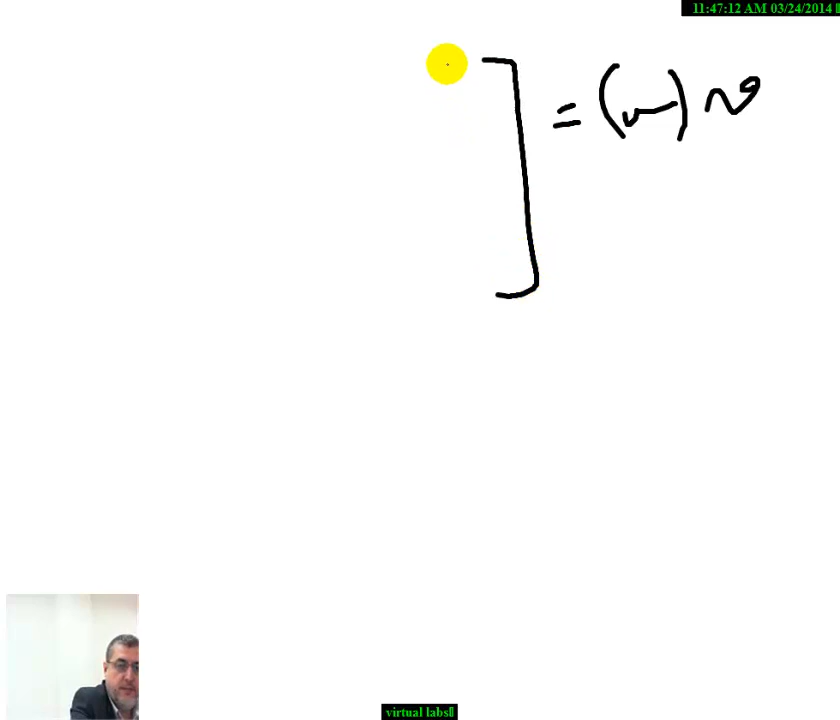 11:47:12 AM 03/24/2014
ص (س) =
virtual labs